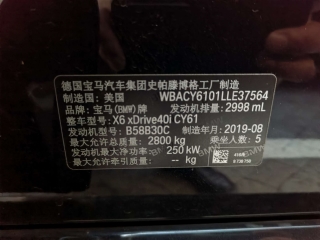 德国宝马汽车集团史帕滕博格工厂制造
制造国：美国 WBACY6101LLE37564
品牌：宝马(BMW)牌 发动机排量：2998 mL
整车型号：X6 xDrive40i CY61
发动机型号：B58B30C 制造年月：2019-08
最大允许总质量：2800 kg 乘坐人数：5
发动机最大净功率：250 kW
最大允许牵引质量：-- kg